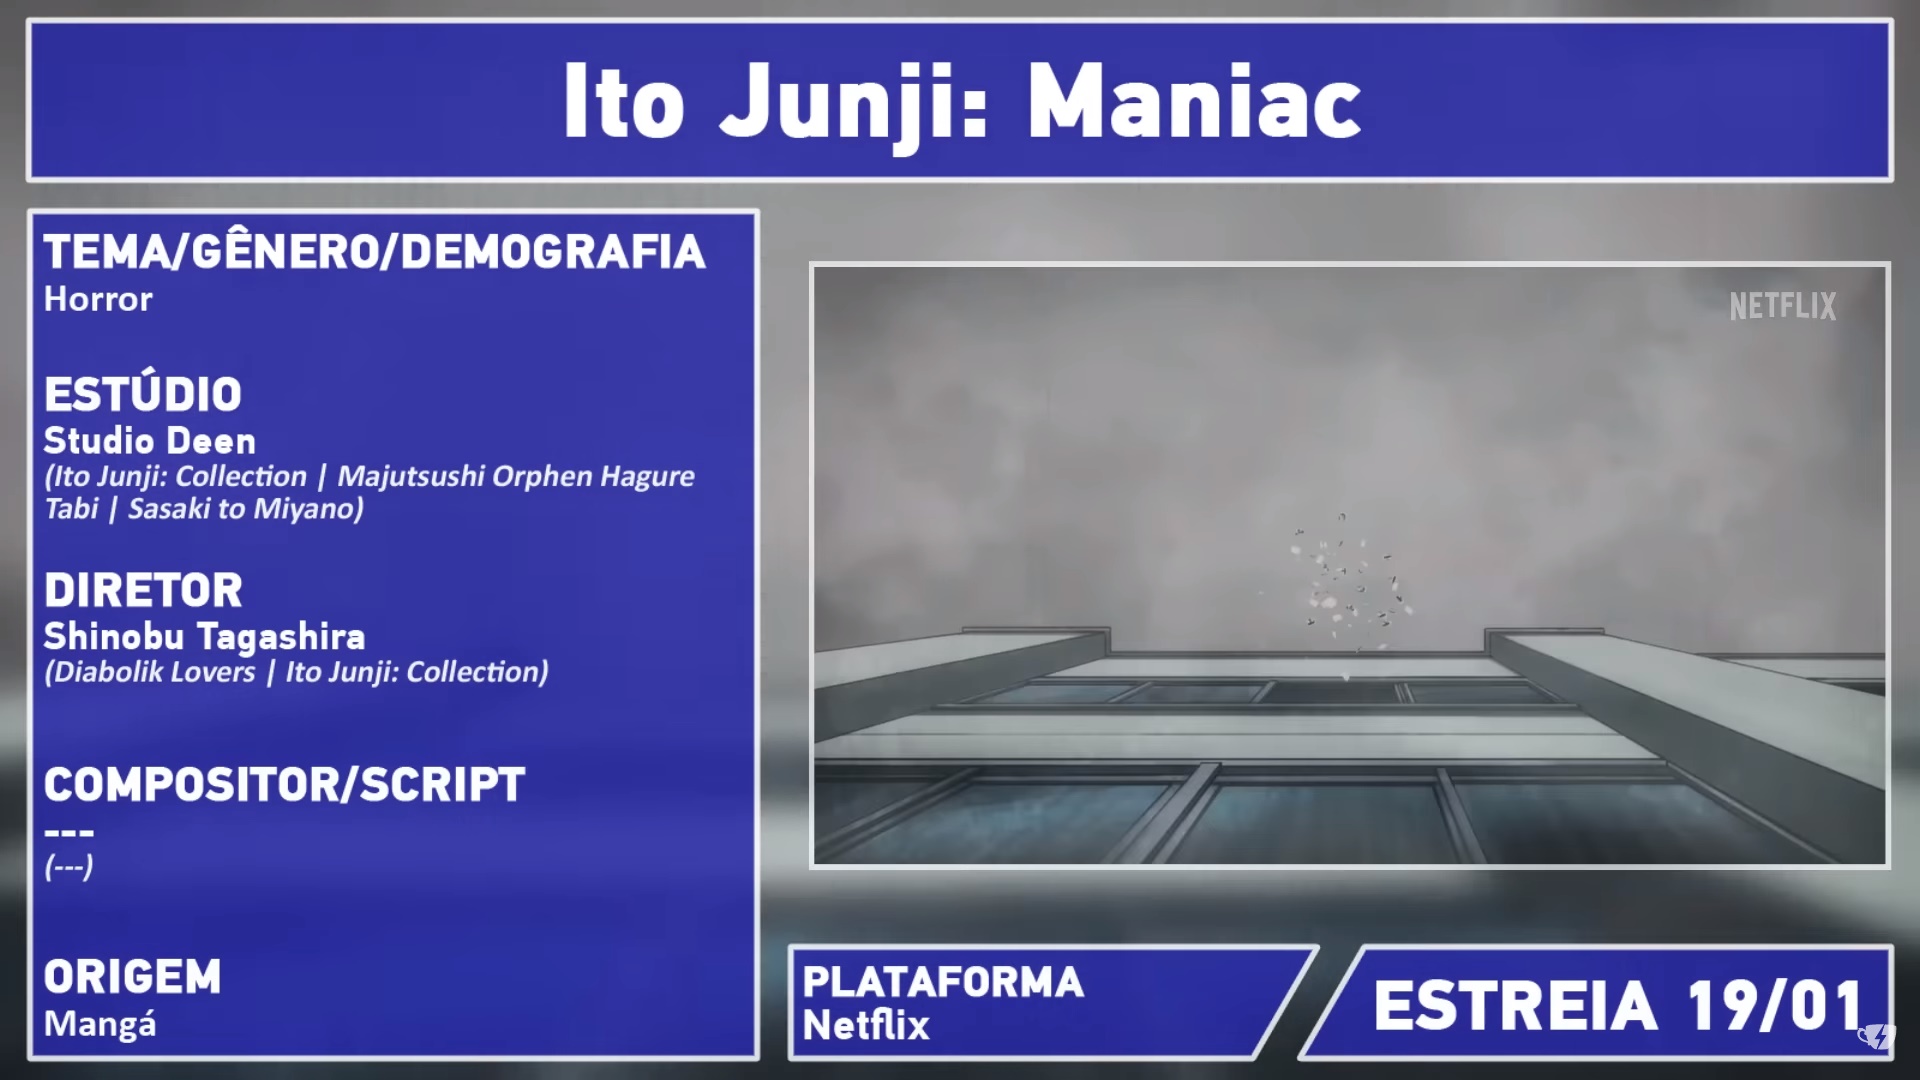 Ito Junji: Maniac
TEMA/GÊNERO/DEMOGRAFIA
Horror
ESTÚDIO
Studio Deen
(Ito Junji: Collection | Majutsushi Orphen Hagure
Tabi | Sasaki to Miyano)
DIRETOR
Shinobu Tagashira
(Diabolik Lovers | Ito Junji: Collection)
COMPOSITOR/SCRIPT
---
(---)
ORIGEM
Mangá
NETFLIX
PLATAFORMA
Netflix
ESTREIA 19/01